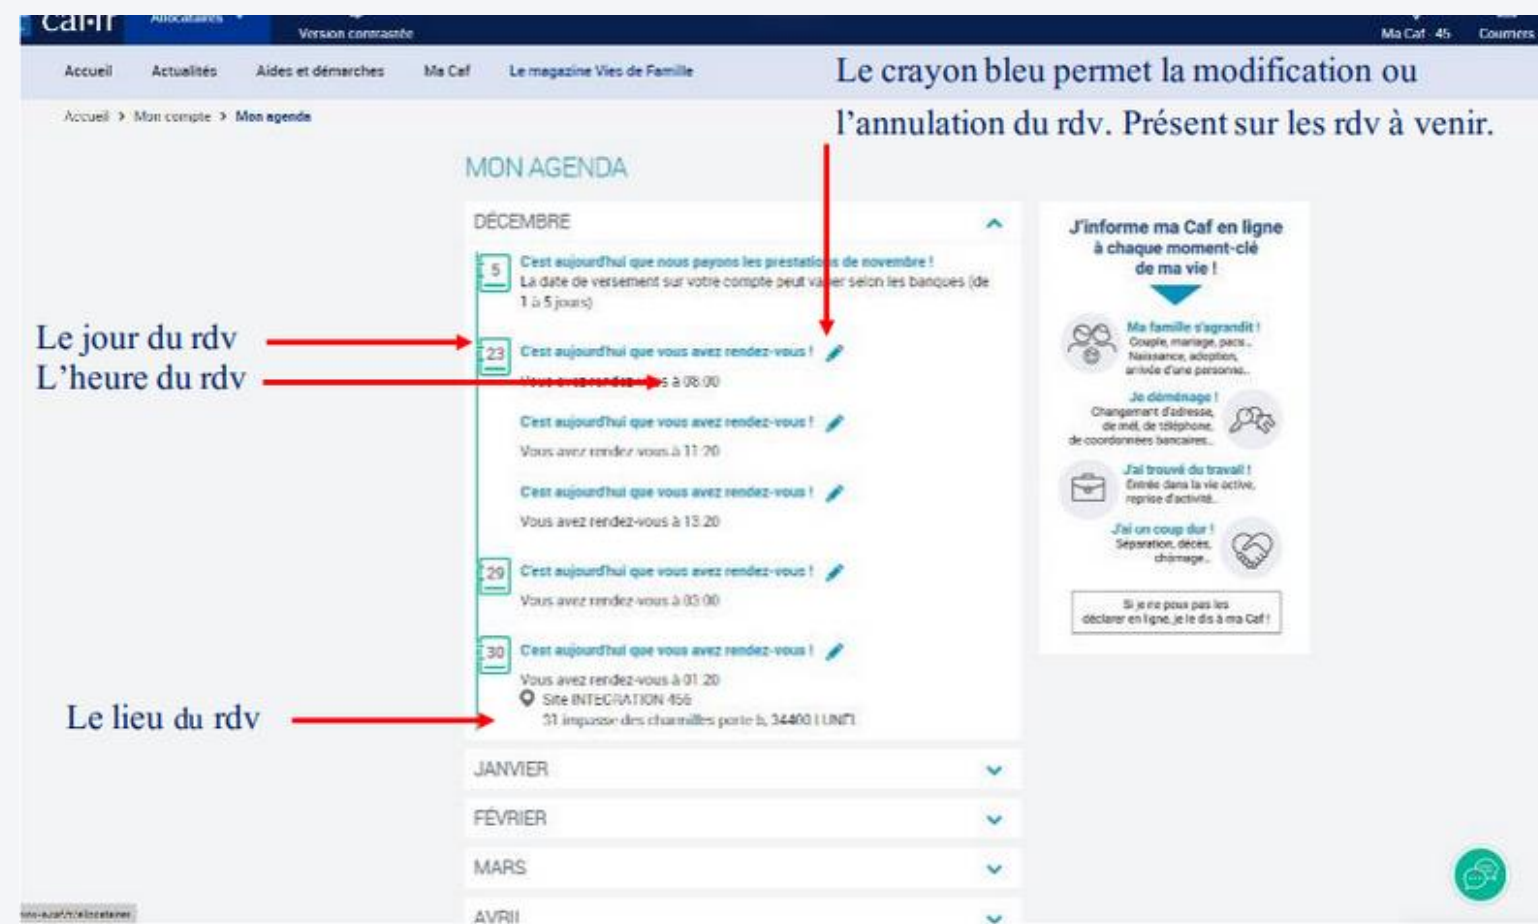 caf.fr
Allocataires
Version contrastée
Ma Caf - 45
Courriers
Accueil
Actualités
Aides et démarches
Ma Caf
Le magazine Vies de Famille
Le crayon bleu permet la modification ou
l’annulation du rdv. Présent sur les rdv à venir.
Accueil > Mon compte > Mon agenda
MON AGENDA
DÉCEMBRE
5
C'est aujourd'hui que nous payons les prestations de novembre !
La date de versement sur votre compte peut varier selon les banques (de
1 à 5 jours)
Le jour du rdv
23
C'est aujourd'hui que vous avez rendez-vous !
L’heure du rdv
Vous avez rendez-vous à 08:00
C'est aujourd'hui que vous avez rendez-vous !
Vous avez rendez-vous à 11:20
C'est aujourd'hui que vous avez rendez-vous !
Vous avez rendez-vous à 13:20
29
C'est aujourd'hui que vous avez rendez-vous !
Vous avez rendez-vous à 03:00
30
C'est aujourd'hui que vous avez rendez-vous !
Vous avez rendez-vous à 01:20
Site INTEGRATION 456
Le lieu du rdv
31 impasse des charmilles porte b, 34400 LUNEL
JANVIER
FÉVRIER
MARS
AVRIL
J'informe ma Caf en ligne
à chaque moment-clé
de ma vie !
Ma famille s'agrandit !
Couple, mariage, pacs...
Naissance, adoption,
arrivée d'une personne...
Je déménage !
Changement d'adresse,
de mél, de téléphone,
de coordonnées bancaires...
J'ai trouvé du travail !
Entrée dans la vie active,
reprise d'activité...
J'ai un coup dur !
Séparation, décès,
chômage...
Si je ne peux pas les
déclarer en ligne, je le dis à ma Caf !